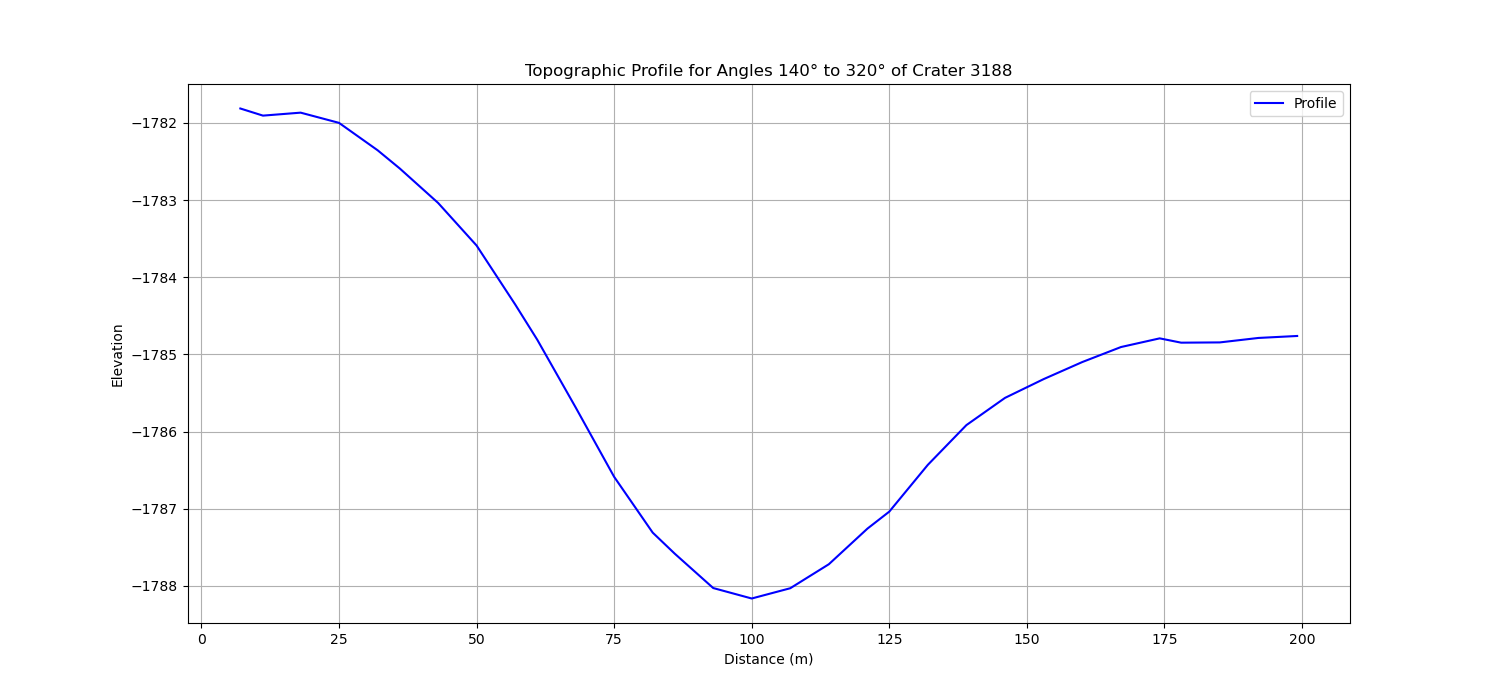 Topographic Profile for Angles 140° to 320° of Crater 3188
Profile
−1782
−1783
−1784
−1785
−1786
−1787
−1788
Elevation
0 25 50 75 100 125 150 175 200
Distance (m)